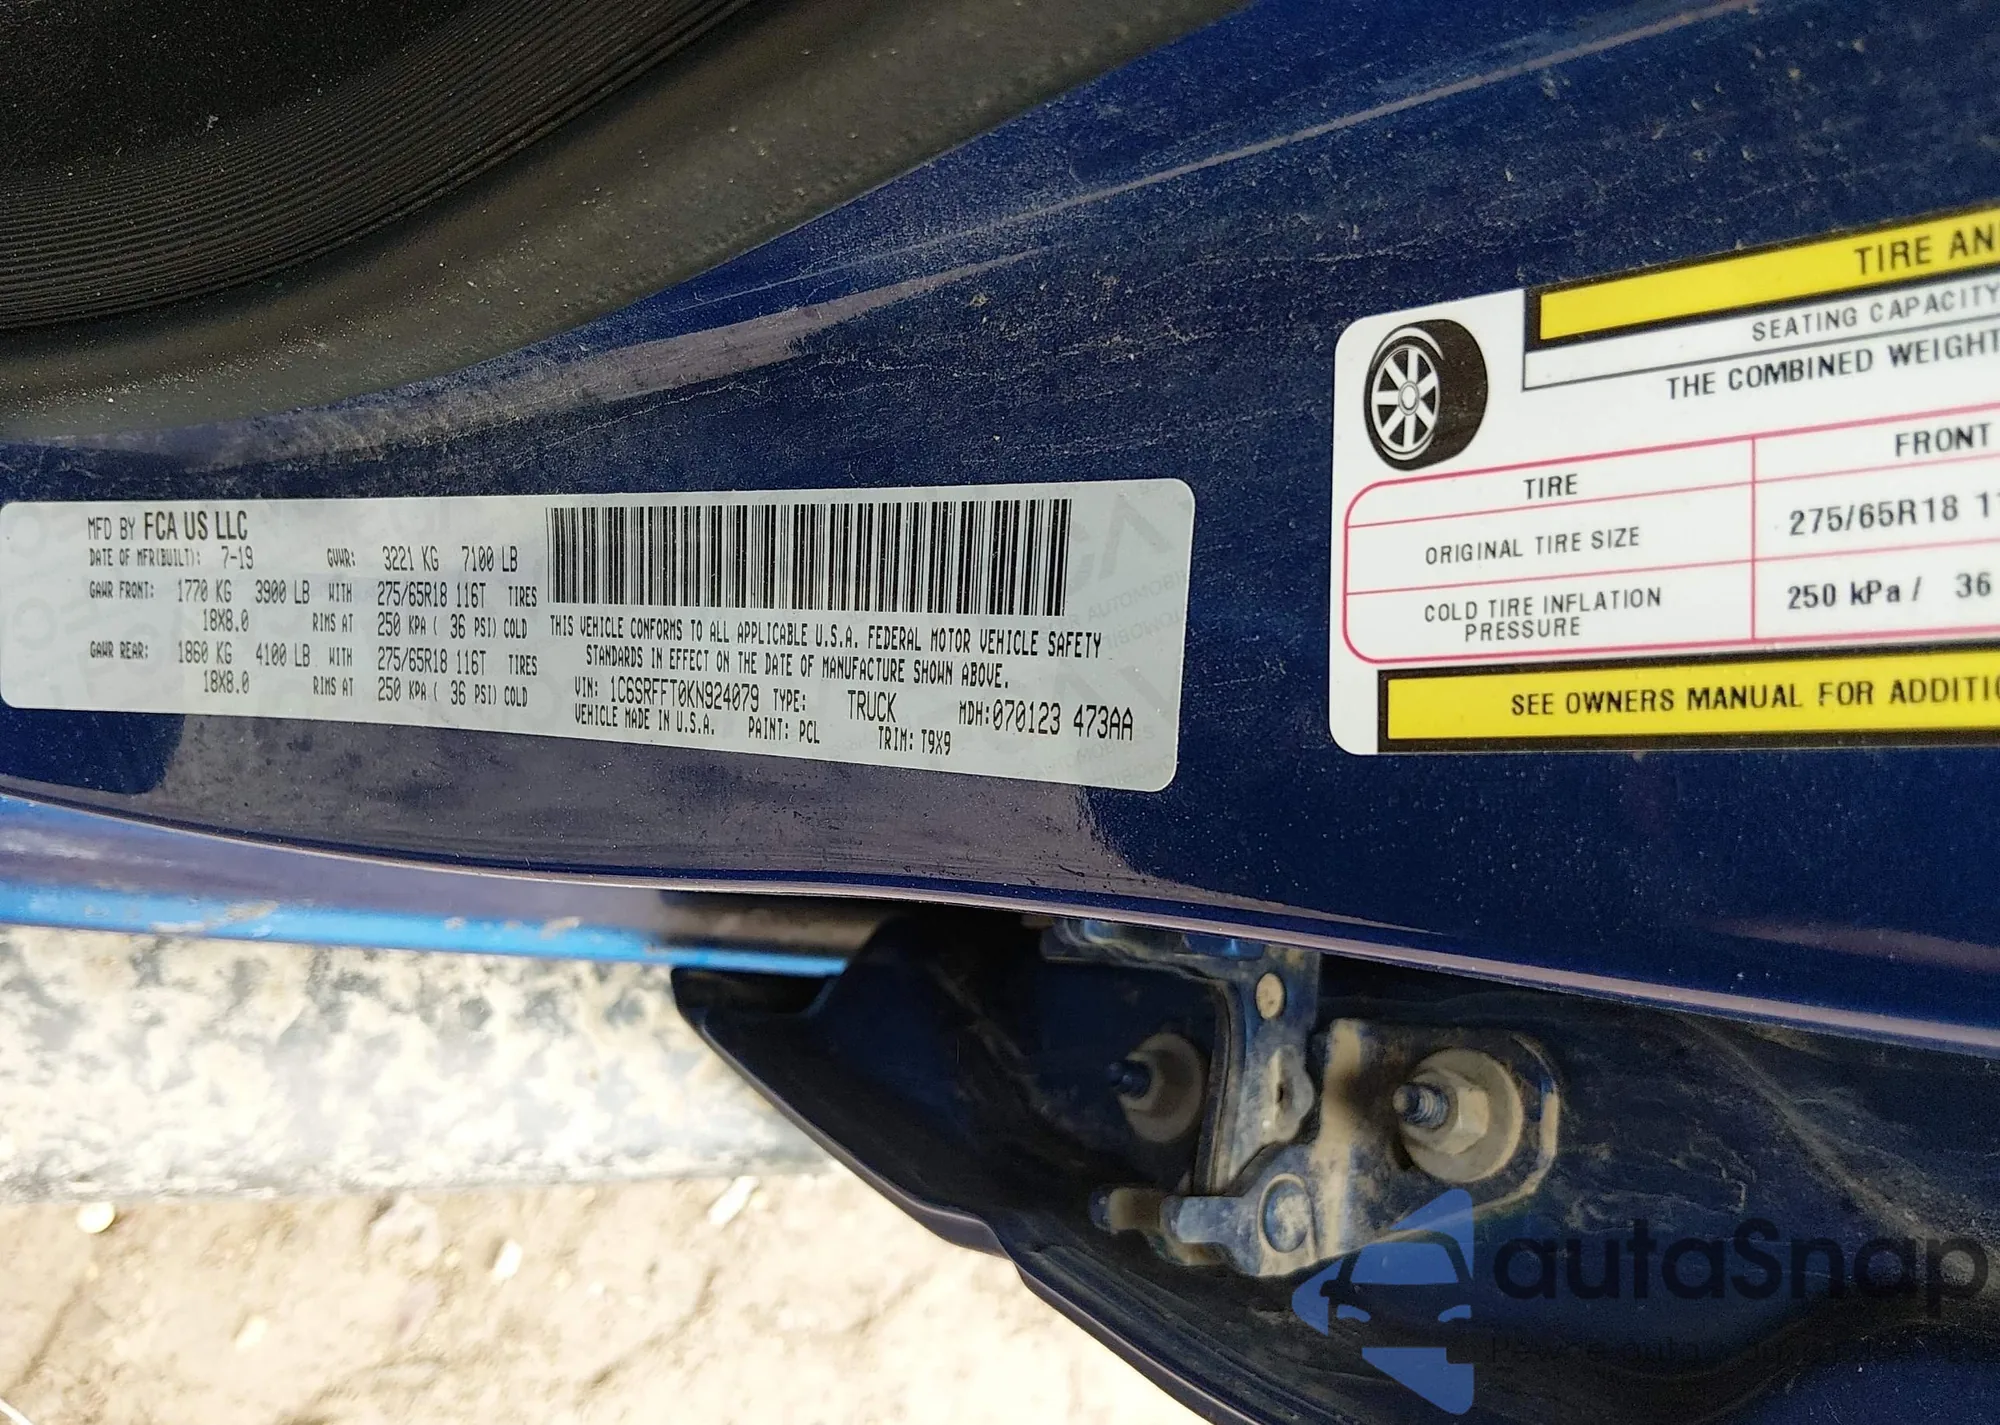 MFD BY FCA US LLC
DATE OF MFR(BUILT): 7-19 GVWR: 3221 KG 7100 LB
GAWR FRONT: 1770 KG 3900 LB WITH 275/65R18 116T TIRES
18X8.0 RIMS AT 250 KPA ( 36 PSI) COLD
GAWR REAR: 1860 KG 4100 LB WITH 275/65R18 116T TIRES
18X8.0 RIMS AT 250 KPA ( 36 PSI) COLD
THIS VEHICLE CONFORMS TO ALL APPLICABLE U.S.A. FEDERAL MOTOR VEHICLE SAFETY
STANDARDS IN EFFECT ON THE DATE OF MANUFACTURE SHOWN ABOVE.
VIN: 1C6SRFFT0KN924079 TYPE: TRUCK MDH:070123 473AA
VEHICLE MADE IN U.S.A. PAINT: PCL TRIM: T9X9
TIRE AN
SEATING CAPACITY
THE COMBINED WEIGHT
TIRE FRONT
ORIGINAL TIRE SIZE 275/65R18 11
COLD TIRE INFLATION PRESSURE 250 kPa / 36
SEE OWNERS MANUAL FOR ADDITIO
autaSnap